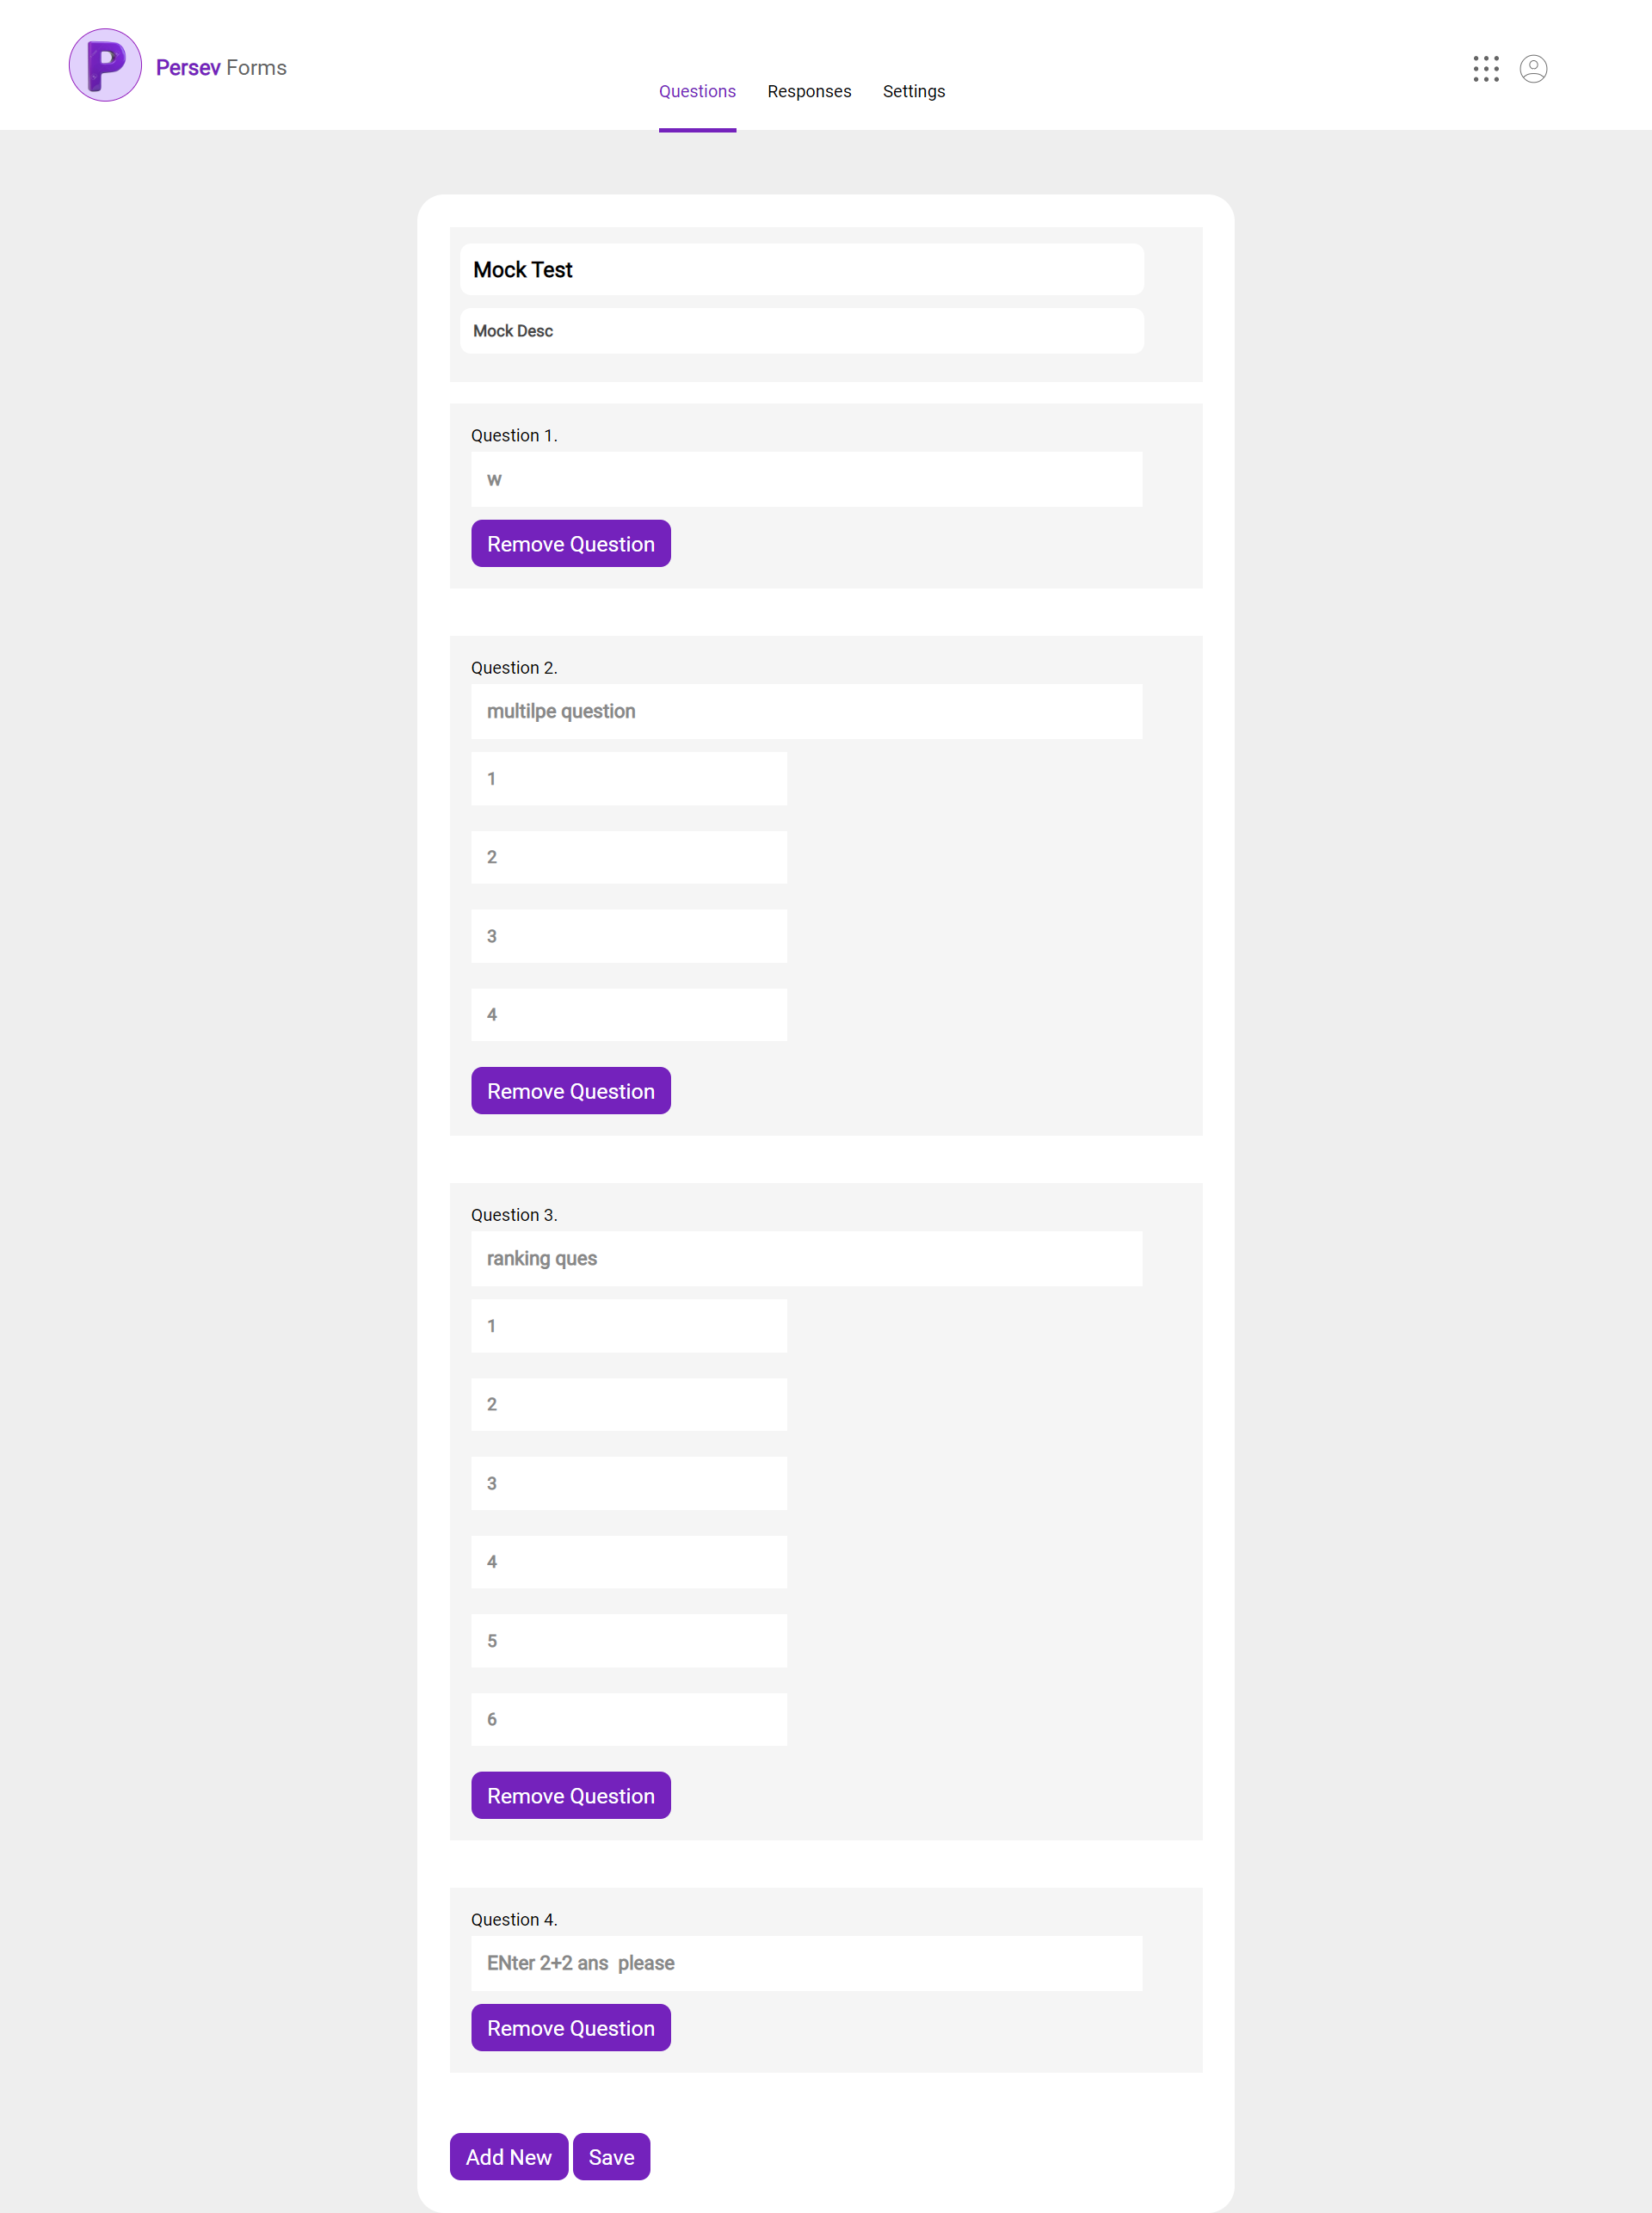 P
Persev Forms
Questions Responses Settings
Mock Test
Mock Desc
Question 1.
w
Remove Question
Question 2.
multilpe question
1
2
3
4
Remove Question
Question 3.
ranking ques
1
2
3
4
5
6
Remove Question
Question 4.
ENter 2+2 ans  please
Remove Question
Add New Save